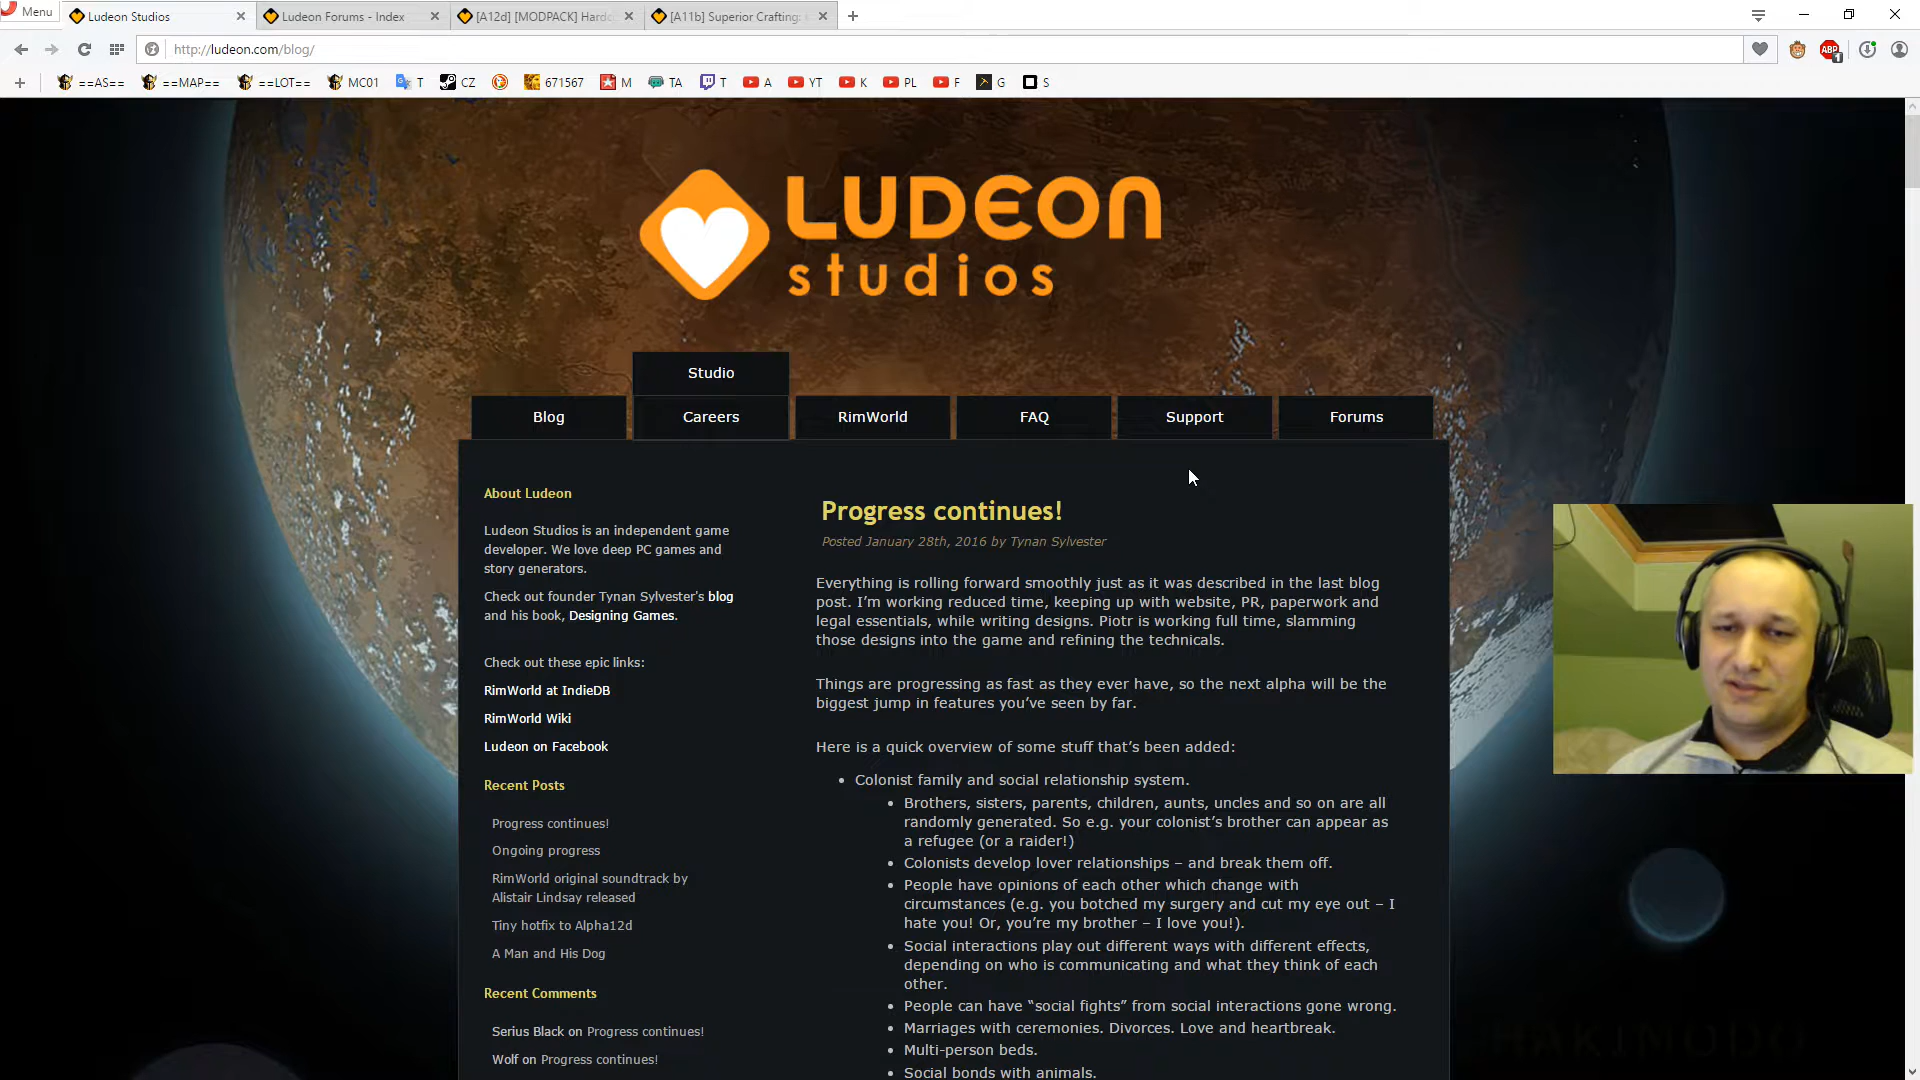 Menu
Ludeon Studios
Ludeon Forums - Index
[A12d] [MODPACK] Hardc
[A11b] Superior Crafting:
http://ludeon.com/blog/
ABP
1
==AS==
==MAP==
==LOT==
MC01
T
CZ
671567
M
TA
T
A
YT
K
PL
F
G
S
LUDEON
studios
Studio
Blog
Careers
RimWorld
FAQ
Support
Forums
About Ludeon
Ludeon Studios is an independent game
developer. We love deep PC games and
story generators.
Check out founder Tynan Sylvester's blog
and his book, Designing Games.
Check out these epic links:
RimWorld at IndieDB
RimWorld Wiki
Ludeon on Facebook
Recent Posts
Progress continues!
Ongoing progress
RimWorld original soundtrack by
Alistair Lindsay released
Tiny hotfix to Alpha12d
A Man and His Dog
Recent Comments
Serius Black on Progress continues!
Wolf on Progress continues!
Progress continues!
Posted January 28th, 2016 by Tynan Sylvester
Everything is rolling forward smoothly just as it was described in the last blog
post. I’m working reduced time, keeping up with website, PR, paperwork and
legal essentials, while writing designs. Piotr is working full time, slamming
those designs into the game and refining the technicals.
Things are progressing as fast as they ever have, so the next alpha will be the
biggest jump in features you’ve seen by far.
Here is a quick overview of some stuff that’s been added:
• Colonist family and social relationship system.
• Brothers, sisters, parents, children, aunts, uncles and so on are all
randomly generated. So e.g. your colonist’s brother can appear as
a refugee (or a raider!)
• Colonists develop lover relationships – and break them off.
• People have opinions of each other which change with
circumstances (e.g. you botched my surgery and cut my eye out – I
hate you! Or, you’re my brother – I love you!).
• Social interactions play out different ways with different effects,
depending on who is communicating and what they think of each
other.
• People can have “social fights” from social interactions gone wrong.
• Marriages with ceremonies. Divorces. Love and heartbreak.
• Multi-person beds.
• Social bonds with animals.
HAKIMODO